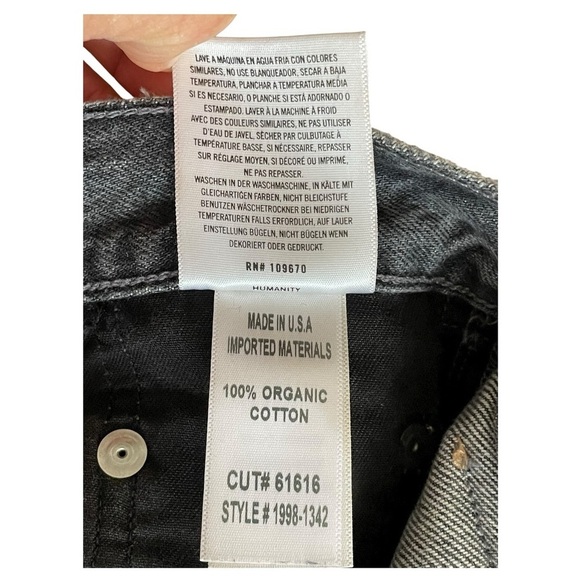 LAVE A MÁQUINA EN AGUA FRIA CON COLORES
SIMILARES, NO USE BLANQUEADOR, SECAR A BAJA
TEMPERATURA, PLANCHAR A TEMPERATURA MEDIA
SI ES NECESARIO, O PLANCHE SI ESTÁ ADORNADO O
ESTAMPADO. LAVER À LA MACHINE À FROID
AVEC DES COULEURS SIMILAIRES, NE PAS UTILISER
D'EAU DE JAVEL, SÈCHER PAR CULBUTAGE À
TEMPÉRATURE BASSE, SI NÉCESSAIRE, REPASSER
SUR RÉGLAGE MOYEN, SI DÉCORÉ OU IMPRIMÉ,
NE PAS REPASSER.
WASCHEN IN DER WASCHMASCHINE, IN KÄLTE MIT
GLEICHARTIGEN FARBEN, NICHT BLEICHSTUFE
BENUTZEN WÄSCHETROCKNER BEI NIEDRIGEN
TEMPERATUREN FALLS ERFORDLICH, AUF LAUER
EINSTELLUNG BÜGELN, NICHT BÜGELN WENN
DEKORIERT ODER GEDRUCKT.
RN# 109670
HUMANITY
MADE IN U.S.A
IMPORTED MATERIALS
100% ORGANIC
COTTON
CUT# 61616
STYLE # 1998-1342